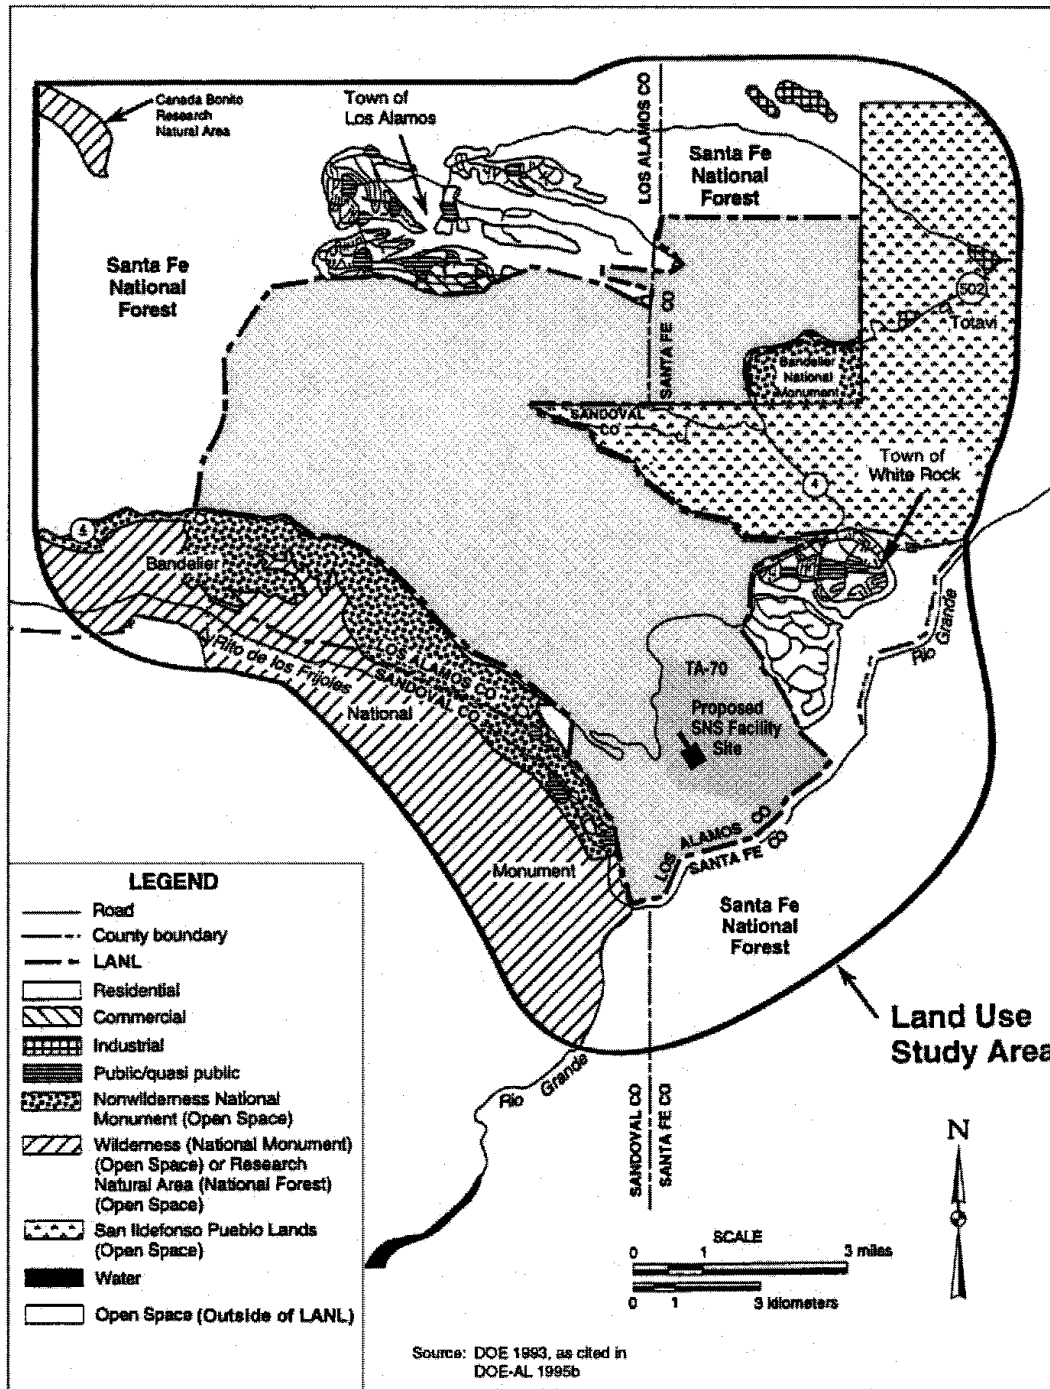 Canada Bonito
Research
Natural Area
Town of
Los Alamos
LOS ALAMOS CO
Santa Fe
National
Forest
Santa Fe
National
Forest
502
Totavi
SANTA FE CO
Bandelier
National
Monument
SANDOVAL
CO
Town of
White Rock
4
4
Bandelier
Rito de los Frijoles
LOS ALAMOS CO
SANDOVAL CO
National
Rio Grande
TA-70
Proposed
SNS Facility
Site
LOS ALAMOS CO
SANTA FE CO
Monument
Santa Fe
National
Forest
Land Use
Study Area
Rio Grande
SANDOVAL CO
SANTA FE CO
LEGEND
Road
County boundary
LANL
Residential
Commercial
Industrial
Public/quasi public
Nonwilderness National
Monument (Open Space)
Wilderness (National Monument)
(Open Space) or Research
Natural Area (National Forest)
(Open Space)
San Ildefonso Pueblo Lands
(Open Space)
Water
Open Space (Outside of LANL)
N
SCALE
0 1 3 miles
0 1 3 kilometers
Source: DOE 1993, as cited in
DOE-AL 1995b